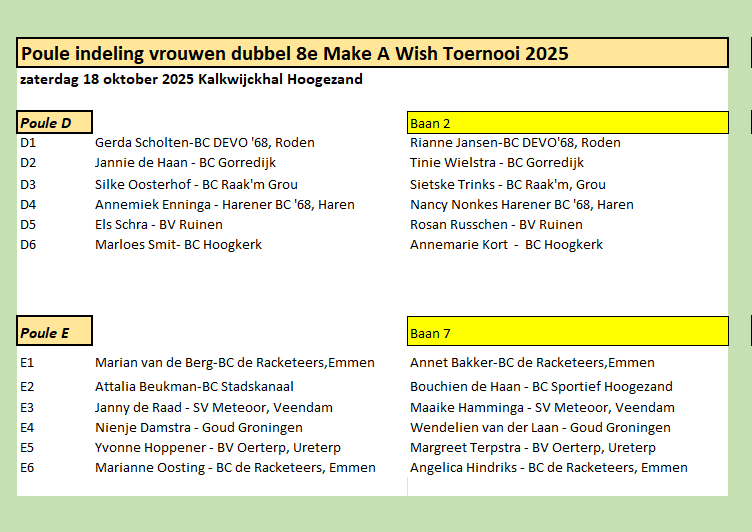 Poule indeling vrouwen dubbel 8e Make A Wish Toernooi 2025
zaterdag 18 oktober 2025 Kalkwijckhal Hoogezand
Poule D Baan 2
D1 Gerda Scholten-BC DEVO '68, Roden Rianne Jansen-BC DEVO'68, Roden
D2 Jannie de Haan - BC Gorredijk Tinie Wielstra - BC Gorredijk
D3 Silke Oosterhof - BC Raak'm Grou Sietske Trinks - BC Raak'm, Grou
D4 Annemiek Enninga - Harener BC '68, Haren Nancy Nonkes Harener BC '68, Haren
D5 Els Schra - BV Ruinen Rosan Russchen - BV Ruinen
D6 Marloes Smit- BC Hoogkerk Annemarie Kort - BC Hoogkerk
Poule E Baan 7
E1 Marian van de Berg-BC de Racketeers,Emmen Annet Bakker-BC de Racketeers,Emmen
E2 Attalia Beukman-BC Stadskanaal Bouchien de Haan - BC Sportief Hoogezand
E3 Janny de Raad - SV Meteoor, Veendam Maaike Hamminga - SV Meteoor, Veendam
E4 Nienje Damstra - Goud Groningen Wendelien van der Laan - Goud Groningen
E5 Yvonne Hoppener - BV Oerterp, Ureterp Margreet Terpstra - BV Oerterp, Ureterp
E6 Marianne Oosting - BC de Racketeers, Emmen Angelica Hindriks - BC de Racketeers, Emmen